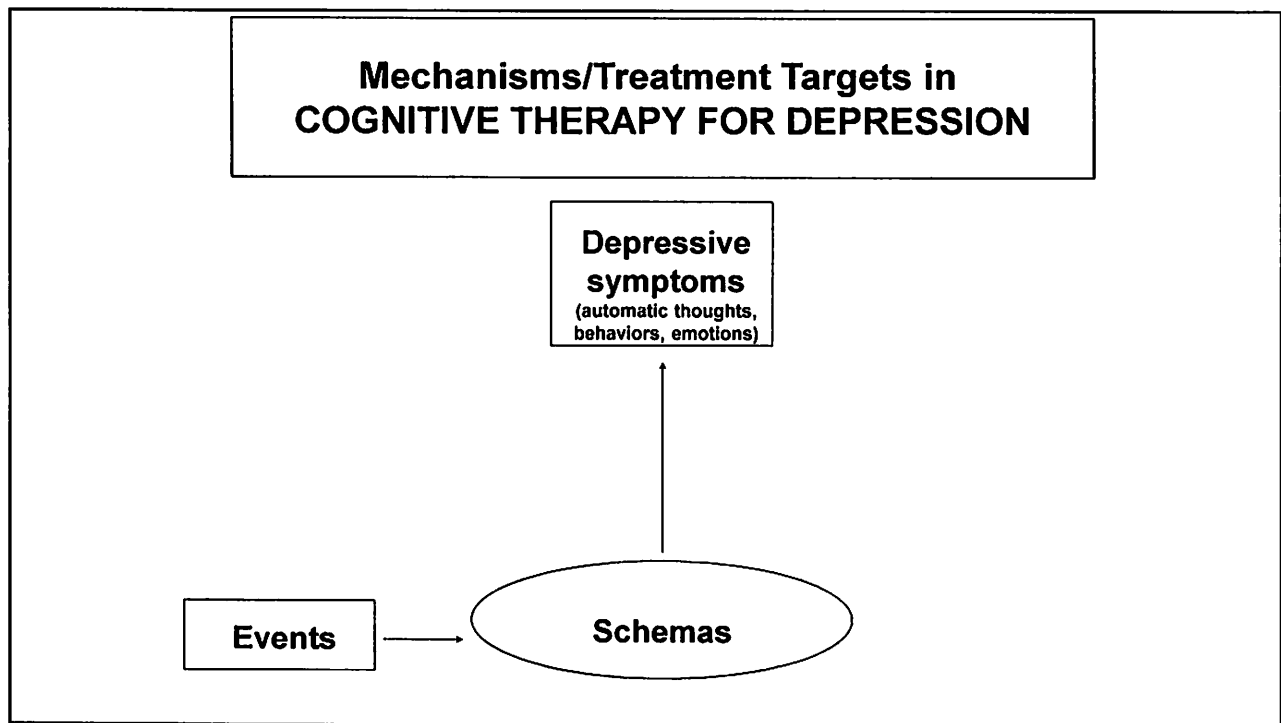 Mechanisms/Treatment Targets in
COGNITIVE THERAPY FOR DEPRESSION
Depressive
symptoms
(automatic thoughts,
behaviors, emotions)
Events
Schemas